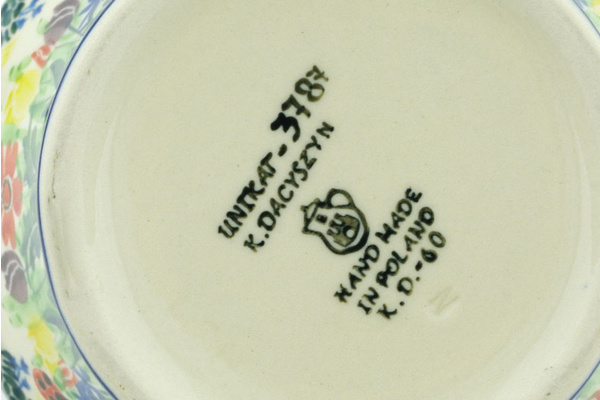 UNIKAT-3787
K.DACYSZYN
HAND MADE
IN POLAND
K. D.-60